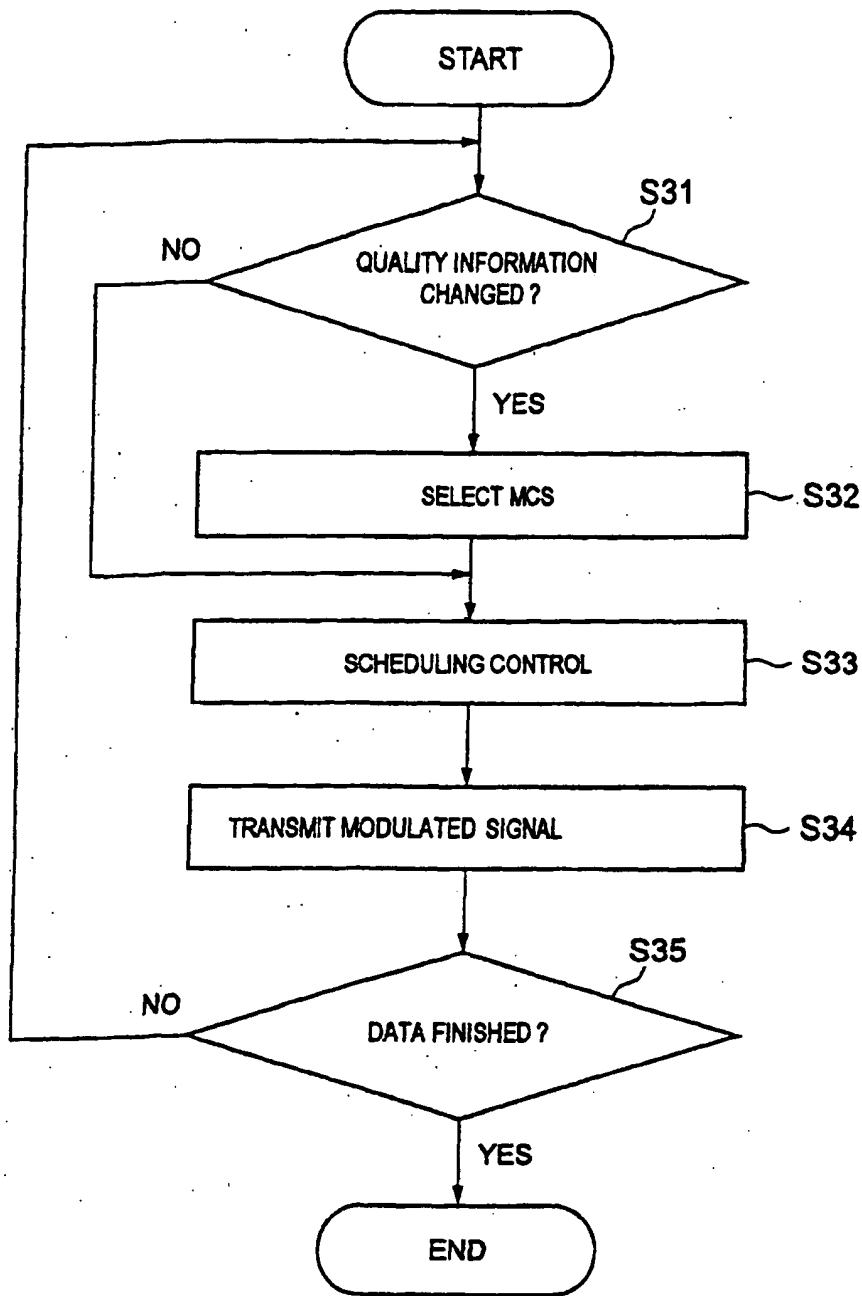 START
S31
NO
QUALITY INFORMATION
CHANGED ?
YES
SELECT MCS
S32
SCHEDULING CONTROL
S33
TRANSMIT MODULATED SIGNAL
S34
S35
NO
DATA FINISHED ?
YES
END